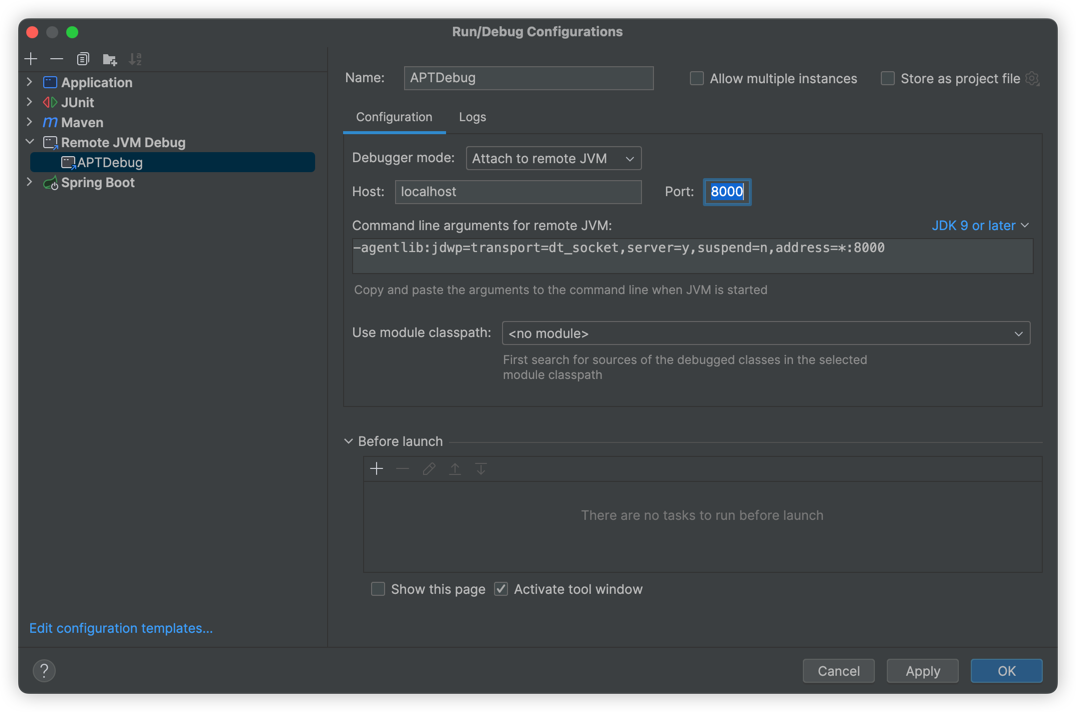 Run/Debug Configurations
Application
JUnit
Maven
Remote JVM Debug
APTDebug
Spring Boot
Edit configuration templates...
Name: APTDebug
Allow multiple instances
Store as project file
Configuration
Logs
Debugger mode: Attach to remote JVM
Host: localhost
Port: 8000
Command line arguments for remote JVM:
JDK 9 or later
-agentlib:jdwp=transport=dt_socket,server=y,suspend=n,address=*:8000
Copy and paste the arguments to the command line when JVM is started
Use module classpath: <no module>
First search for sources of the debugged classes in the selected
module classpath
Before launch
There are no tasks to run before launch
Show this page
Activate tool window
?
Cancel
Apply
OK